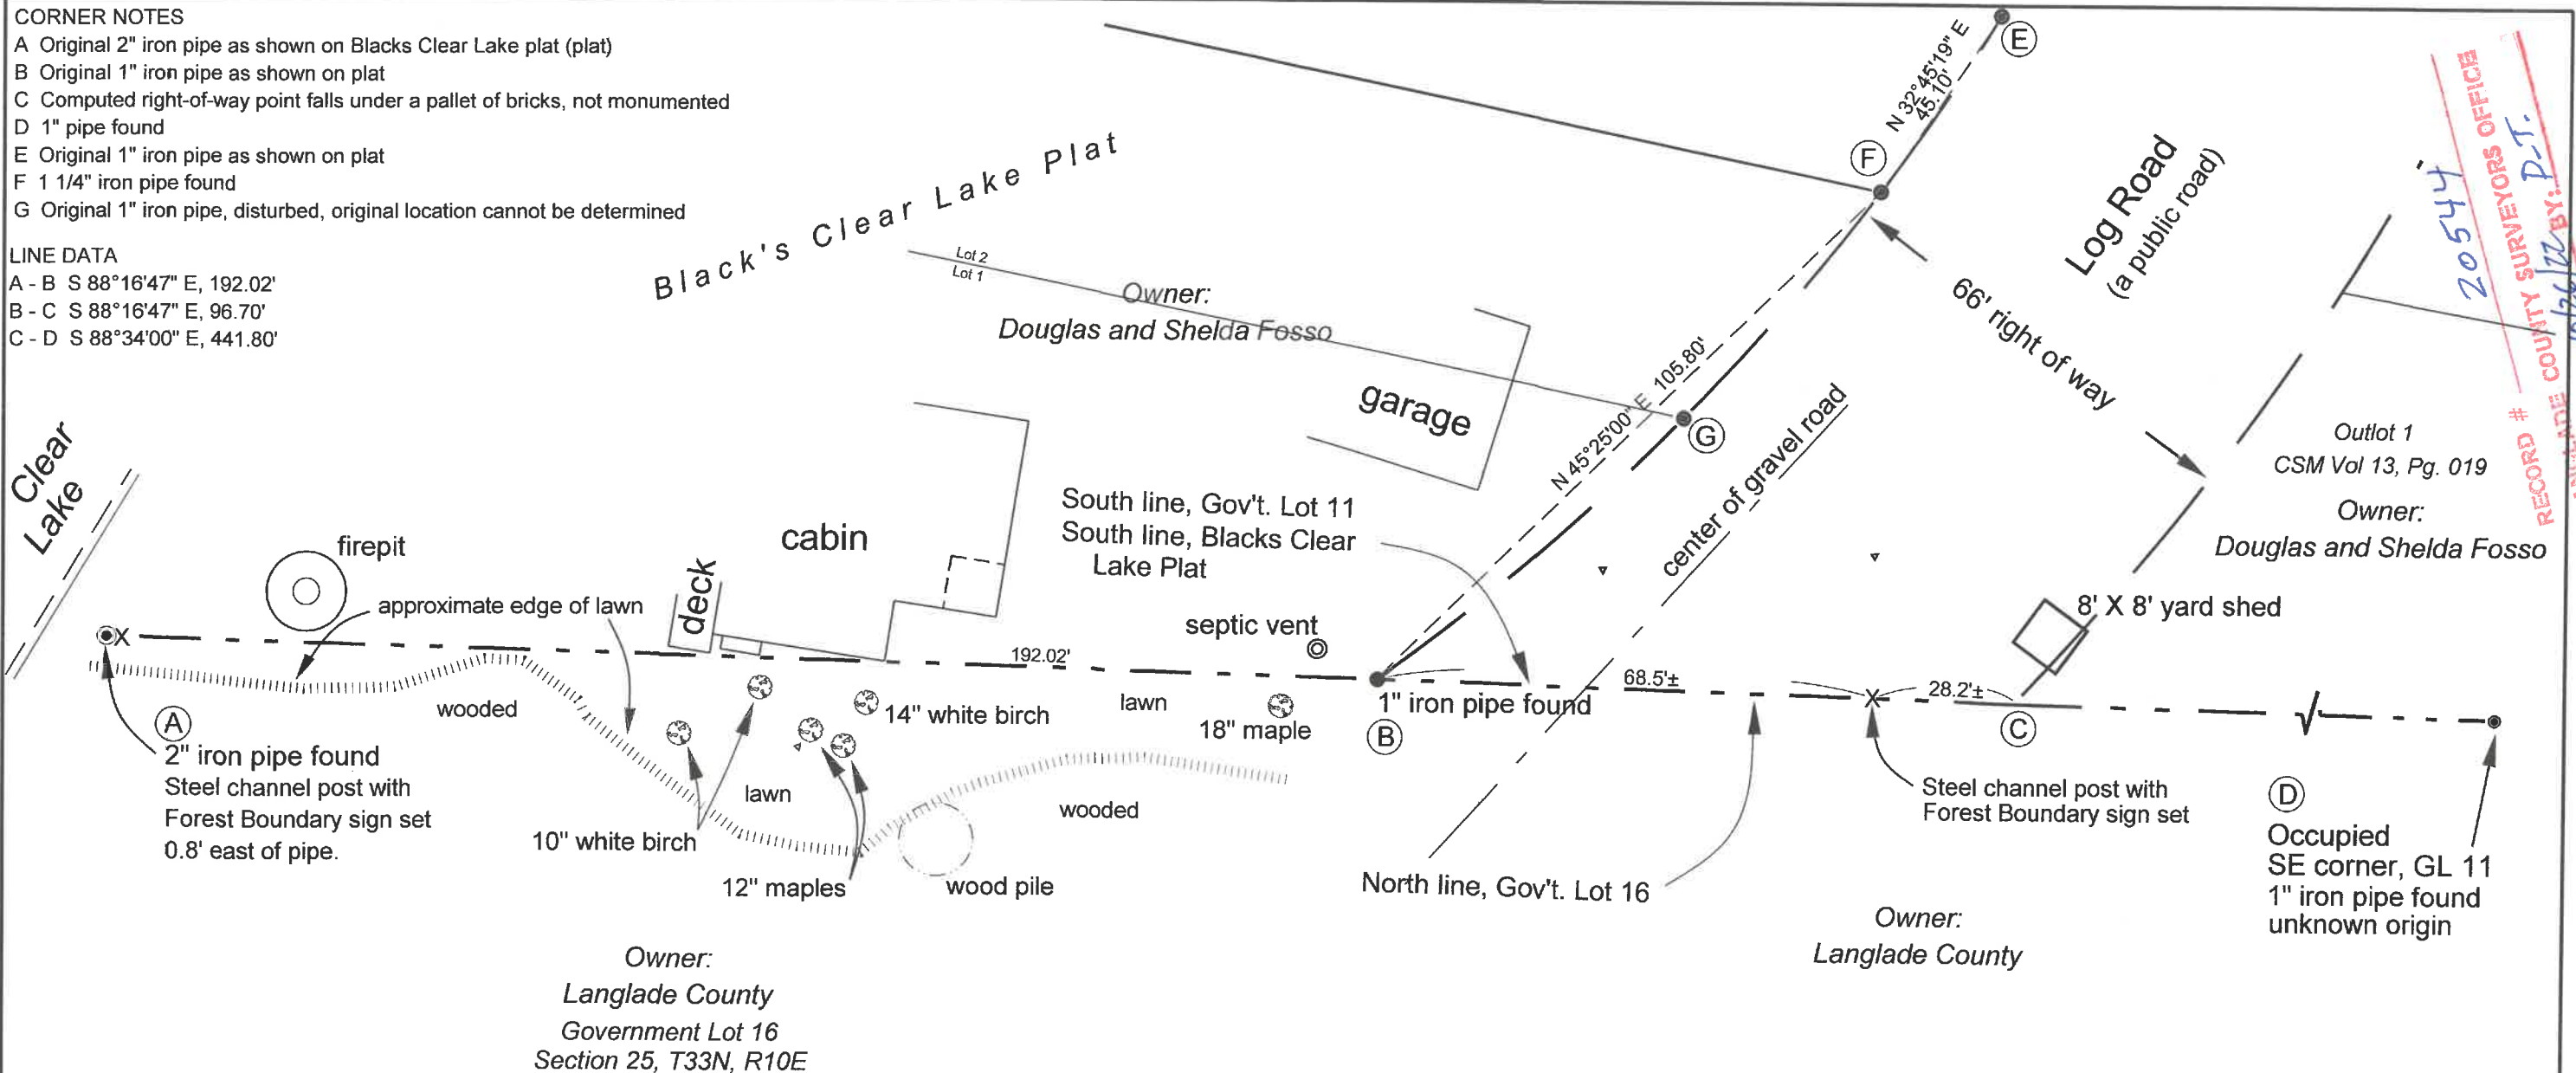 CORNER NOTES
A Original 2" iron pipe as shown on Blacks Clear Lake plat (plat)
B Original 1" iron pipe as shown on plat
C Computed right-of-way point falls under a pallet of bricks, not monumented
D 1" pipe found
E Original 1" iron pipe as shown on plat
F 1 1/4" iron pipe found
G Original 1" iron pipe, disturbed, original location cannot be determined
LINE DATA
A - B S 88°16'47" E, 192.02'
B - C S 88°16'47" E, 96.70'
C - D S 88°34'00" E, 441.80'
Black's Clear Lake Plat
Lot 2
Lot 1
Owner:
Douglas and Shelda Fosso
garage
N 32°45'19" E
45.10'
E
F
N 45°25'00" E 105.80'
G
Log Road
(a public road)
66' right of way
center of gravel road
RECORD #
220544
COUNTY SURVEYORS OFFICE
BY: P.T.
Outlot 1
CSM Vol 13, Pg. 019
Owner:
Douglas and Shelda Fosso
8' X 8' yard shed
Clear
Lake
firepit
approximate edge of lawn
deck
cabin
South line, Gov't. Lot 11
South line, Blacks Clear
Lake Plat
septic vent
X
192.02'
68.5'±
X
28.2'±
wooded
14" white birch
lawn
18" maple
1" iron pipe found
B
C
A
2" iron pipe found
Steel channel post with
Forest Boundary sign set
0.8' east of pipe.
10" white birch
lawn
12" maples
wood pile
wooded
North line, Gov't. Lot 16
Steel channel post with
Forest Boundary sign set
D
Occupied
SE corner, GL 11
1" iron pipe found
unknown origin
Owner:
Langlade County
Owner:
Langlade County
Government Lot 16
Section 25, T33N, R10E